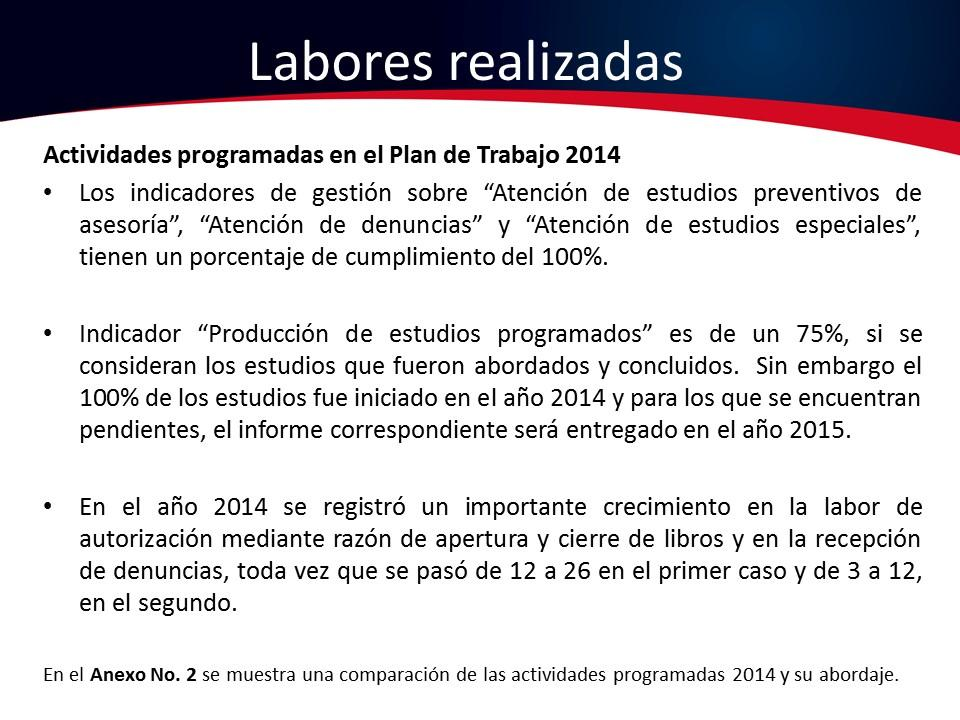 Labores realizadas
Actividades programadas en el Plan de Trabajo 2014
• Los indicadores de gestión sobre “Atención de estudios preventivos de
asesoría”, “Atención de denuncias” y “Atención de estudios especiales”,
tienen un porcentaje de cumplimiento del 100%.
• Indicador “Producción de estudios programados” es de un 75%, si se
consideran los estudios que fueron abordados y concluidos.  Sin embargo el
100% de los estudios fue iniciado en el año 2014 y para los que se encuentran
pendientes, el informe correspondiente será entregado en el año 2015.
• En el año 2014 se registró un importante crecimiento en la labor de
autorización mediante razón de apertura y cierre de libros y en la recepción
de denuncias, toda vez que se pasó de 12 a 26 en el primer caso y de 3 a 12,
en el segundo.
En el Anexo No. 2 se muestra una comparación de las actividades programadas 2014 y su abordaje.